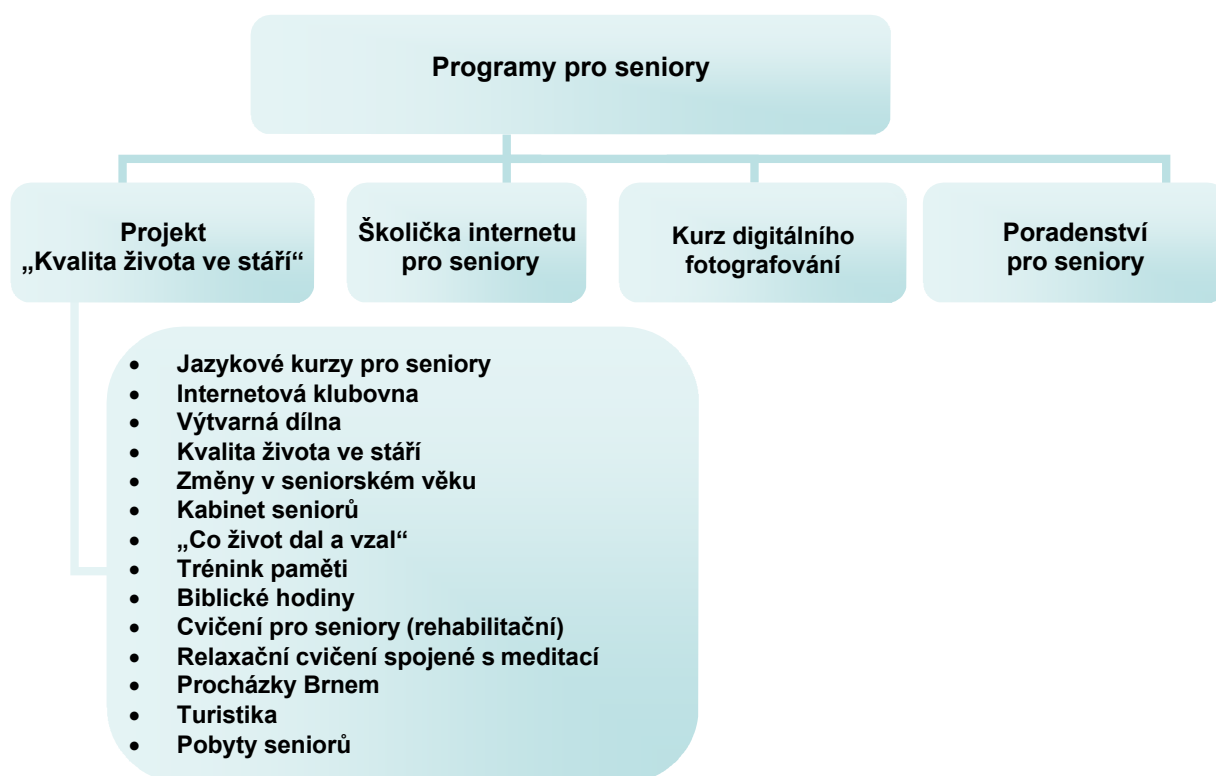 Programy pro seniory
Projekt
„Kvalita života ve stáří“
Školička internetu
pro seniory
Kurz digitálního
fotografování
Poradenství
pro seniory
• Jazykové kurzy pro seniory
• Internetová klubovna
• Výtvarná dílna
• Kvalita života ve stáří
• Změny v seniorském věku
• Kabinet seniorů
• „Co život dal a vzal“
• Trénink paměti
• Biblické hodiny
• Cvičení pro seniory (rehabilitační)
• Relaxační cvičení spojené s meditací
• Procházky Brnem
• Turistika
• Pobyty seniorů